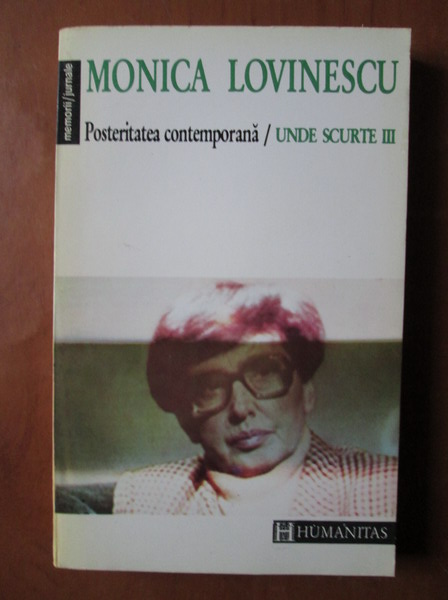 memorii/jurnale
MONICA LOVINESCU
Posteritatea contemporană / UNDE SCURTE III
H HUMANITAS